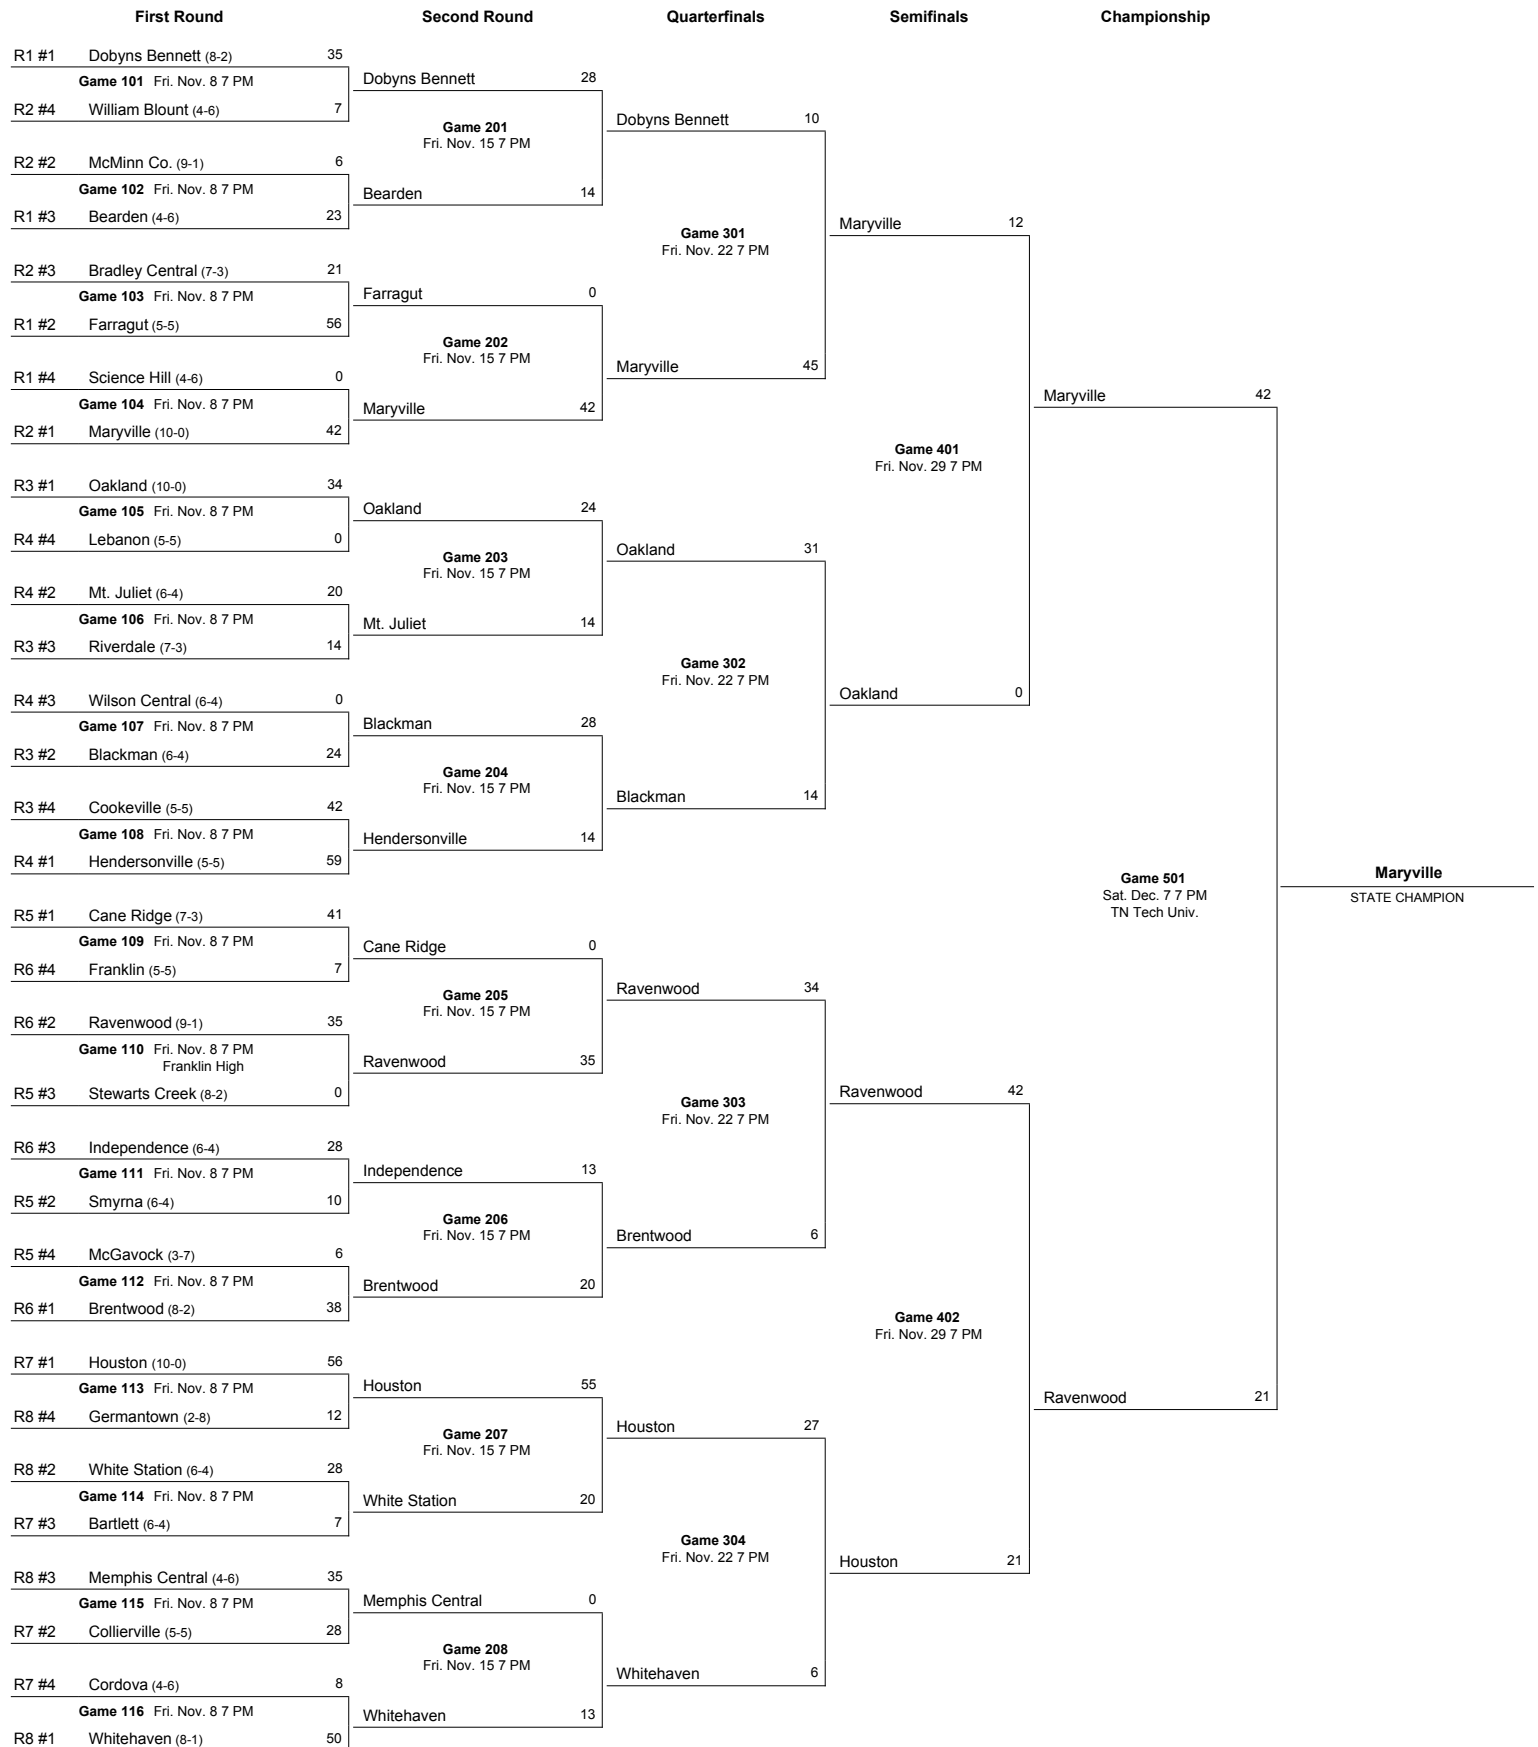 First Round
Second Round
Quarterfinals
Semifinals
Championship
R1 #1 Dobyns Bennett (8-2) 35
Game 101 Fri. Nov. 8 7 PM
R2 #4 William Blount (4-6) 7
R2 #2 McMinn Co. (9-1) 6
Game 102 Fri. Nov. 8 7 PM
R1 #3 Bearden (4-6) 23
R2 #3 Bradley Central (7-3) 21
Game 103 Fri. Nov. 8 7 PM
R1 #2 Farragut (5-5) 56
R1 #4 Science Hill (4-6) 0
Game 104 Fri. Nov. 8 7 PM
R2 #1 Maryville (10-0) 42
R3 #1 Oakland (10-0) 34
Game 105 Fri. Nov. 8 7 PM
R4 #4 Lebanon (5-5) 0
R4 #2 Mt. Juliet (6-4) 20
Game 106 Fri. Nov. 8 7 PM
R3 #3 Riverdale (7-3) 14
R4 #3 Wilson Central (6-4) 0
Game 107 Fri. Nov. 8 7 PM
R3 #2 Blackman (6-4) 24
R3 #4 Cookeville (5-5) 42
Game 108 Fri. Nov. 8 7 PM
R4 #1 Hendersonville (5-5) 59
R5 #1 Cane Ridge (7-3) 41
Game 109 Fri. Nov. 8 7 PM
R6 #4 Franklin (5-5) 7
R6 #2 Ravenwood (9-1) 35
Game 110 Fri. Nov. 8 7 PM
Franklin High
R5 #3 Stewarts Creek (8-2) 0
R6 #3 Independence (6-4) 28
Game 111 Fri. Nov. 8 7 PM
R5 #2 Smyrna (6-4) 10
R5 #4 McGavock (3-7) 6
Game 112 Fri. Nov. 8 7 PM
R6 #1 Brentwood (8-2) 38
R7 #1 Houston (10-0) 56
Game 113 Fri. Nov. 8 7 PM
R8 #4 Germantown (2-8) 12
R8 #2 White Station (6-4) 28
Game 114 Fri. Nov. 8 7 PM
R7 #3 Bartlett (6-4) 7
R8 #3 Memphis Central (4-6) 35
Game 115 Fri. Nov. 8 7 PM
R7 #2 Collierville (5-5) 28
R7 #4 Cordova (4-6) 8
Game 116 Fri. Nov. 8 7 PM
R8 #1 Whitehaven (8-1) 50
Dobyns Bennett 28
Game 201
Fri. Nov. 15 7 PM
Bearden 14
Farragut 0
Game 202
Fri. Nov. 15 7 PM
Maryville 42
Oakland 24
Game 203
Fri. Nov. 15 7 PM
Mt. Juliet 14
Blackman 28
Game 204
Fri. Nov. 15 7 PM
Hendersonville 14
Cane Ridge 0
Game 205
Fri. Nov. 15 7 PM
Ravenwood 35
Independence 13
Game 206
Fri. Nov. 15 7 PM
Brentwood 20
Houston 55
Game 207
Fri. Nov. 15 7 PM
White Station 20
Memphis Central 0
Game 208
Fri. Nov. 15 7 PM
Whitehaven 13
Dobyns Bennett 10
Game 301
Fri. Nov. 22 7 PM
Maryville 45
Oakland 31
Game 302
Fri. Nov. 22 7 PM
Blackman 14
Ravenwood 34
Game 303
Fri. Nov. 22 7 PM
Brentwood 6
Houston 27
Game 304
Fri. Nov. 22 7 PM
Whitehaven 6
Maryville 12
Game 401
Fri. Nov. 29 7 PM
Oakland 0
Ravenwood 42
Game 402
Fri. Nov. 29 7 PM
Houston 21
Maryville 42
Game 501
Sat. Dec. 7 7 PM
TN Tech Univ.
Ravenwood 21
Maryville
STATE CHAMPION